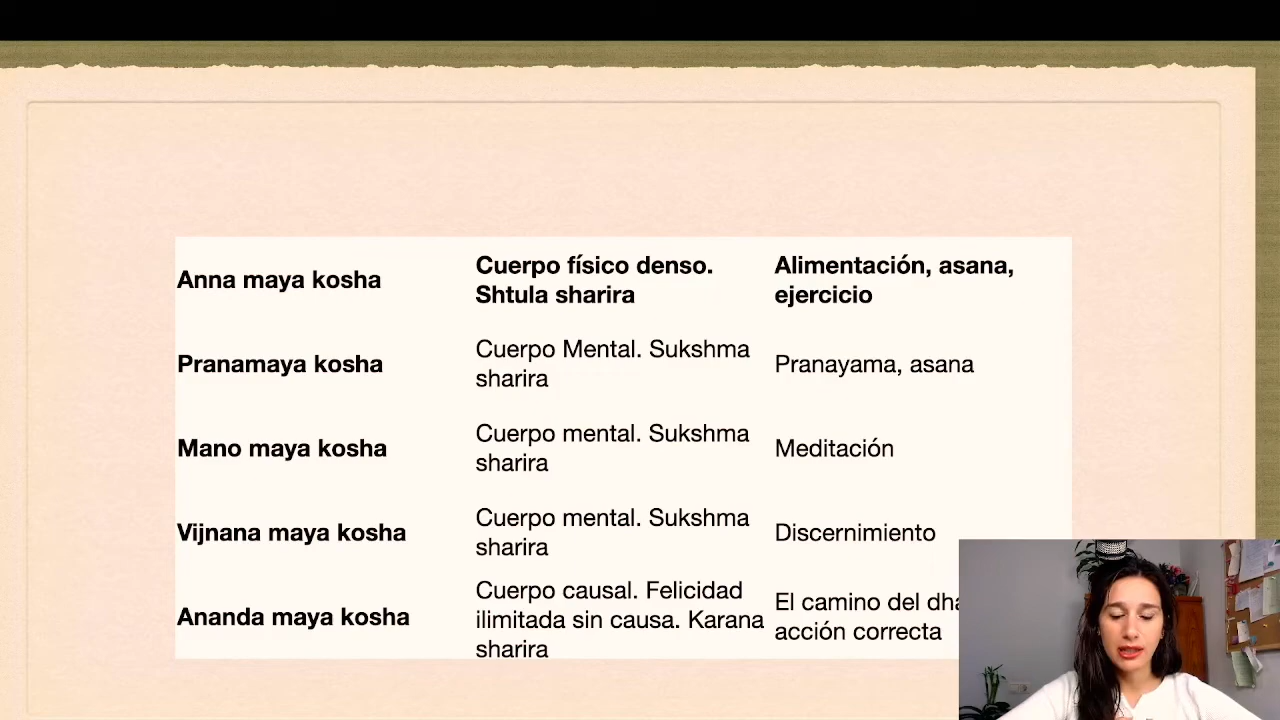 Anna maya kosha
Cuerpo físico denso.
Shtula sharira
Alimentación, asana,
ejercicio
Pranamaya kosha
Cuerpo Mental. Sukshma
sharira
Pranayama, asana
Mano maya kosha
Cuerpo mental. Sukshma
sharira
Meditación
Vijnana maya kosha
Cuerpo mental. Sukshma
sharira
Discernimiento
Ananda maya kosha
Cuerpo causal. Felicidad
ilimitada sin causa. Karana
sharira
El camino del
acción correcta